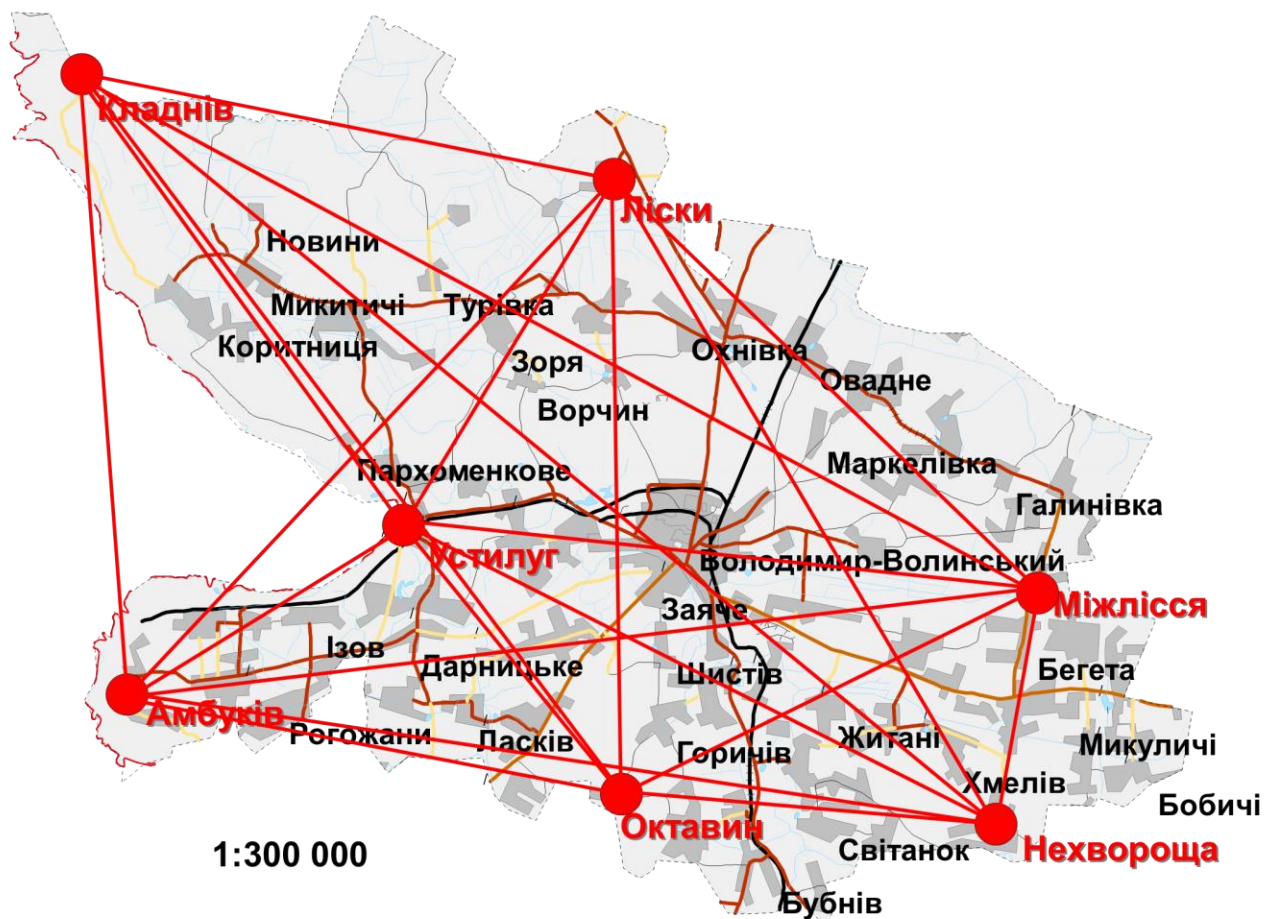 Кладнів
Ліски
Новини
Микитичі
Турівка
Коритниця
Зоря
Охнівка
Овадне
Ворчин
Пархоменкове
Маркелівка
Галинівка
Устилуг
Володимир-Волинський
Заяче
Міжлісся
Ізов
Дарницьке
Шистів
Бегета
Амбуків
Рогожани
Ласків
Горичів
Житані
Микуличі
Хмелів
Бобичі
Октавин
1:300 000
Світанок
Нехвороща
Бубнів